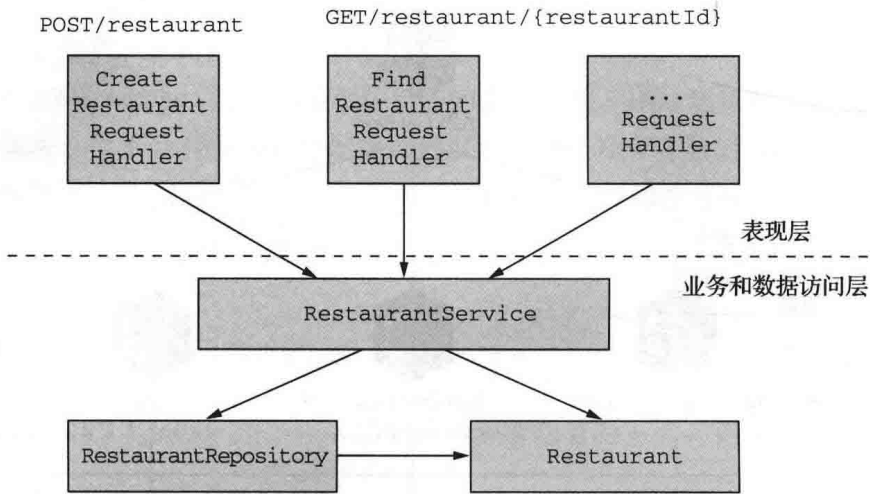 POST/restaurant
GET/restaurant/{restaurantId}
Create
Restaurant
Request
Handler
Find
Restaurant
Request
Handler
...
Request
Handler
表现层
业务和数据访问层
RestaurantService
RestaurantRepository
Restaurant